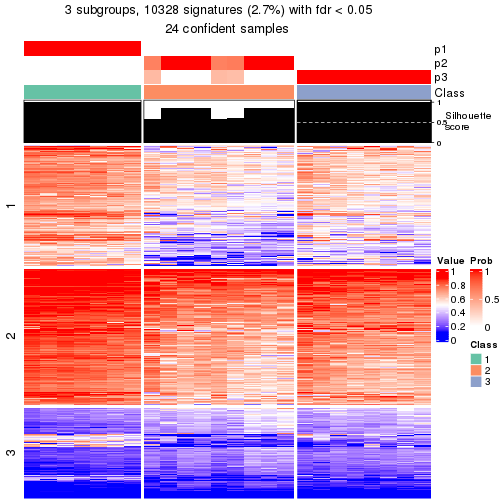 3 subgroups, 10328 signatures (2.7%) with fdr < 0.05
24 confident samples
p1
p2
p3
Class
1
0.5
0
Silhouette
score
1
2
3
Value
1
0.8
0.6
0.4
0.2
0
Prob
1
0.5
0
Class
1
2
3